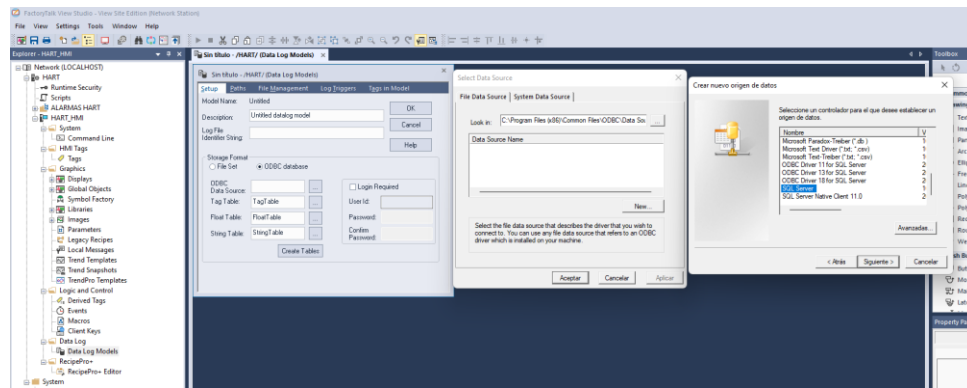 FactoryTalk View Studio - View Site Edition (Network Station)
File View Settings Tools Window Help
Explorer - HART_HMI
Network (LOCALHOST)
HART
Runtime Security
Scripts
ALARMAS HART
HART_HMI
System
Command Line
HMI Tags
Tags
Graphics
Displays
Global Objects
Symbol Factory
Libraries
Images
Parameters
Legacy Recipes
Local Messages
Trend Templates
Trend Snapshots
TrendPro Templates
Logic and Control
Derived Tags
Events
Macros
Client Keys
Data Log
Data Log Models
RecipePro+
RecipePro+ Editor
System
Sin título - /HART/ (Data Log Models)
Sin título - /HART/ (Data Log Models)
Setup Paths File Management Log Triggers Tags in Model
Model Name: Untitled
Description: Untitled datalog model
Log File
Identifier String:
OK
Cancel
Help
Storage Format
File Set ODBC database
ODBC
Data Source:
...
Login Required
Tag Table: TagTable
...
User Id:
Float Table: FloatTable
...
Password:
String Table: StringTable
...
Confirm
Password:
Create Tables
Select Data Source
File Data Source System Data Source
Look in: C:\Program Files (x86)\Common Files\ODBC\Data Sou
...
Data Source Name
New...
Select the file data source that describes the driver that you wish to
connect to. You can use any file data source that refers to an ODBC
driver which is installed on your machine.
Aceptar Cancelar Aplicar
Crear nuevo origen de datos
Seleccione un controlador para el que desee establecer un
origen de datos.
Nombre V
Microsoft Paradox-Treiber (*.db ) 1
Microsoft Text Driver (*.txt; *.csv) 1
Microsoft Text-Treiber (*.txt; *.csv) 1
ODBC Driver 11 for SQL Server 2
ODBC Driver 13 for SQL Server 2
ODBC Driver 18 for SQL Server 2
SQL Server 1
SQL Server Native Client 11.0 2
Avanzadas...
< Atrás Siguiente > Cancelar
Toolbox
Property Pa